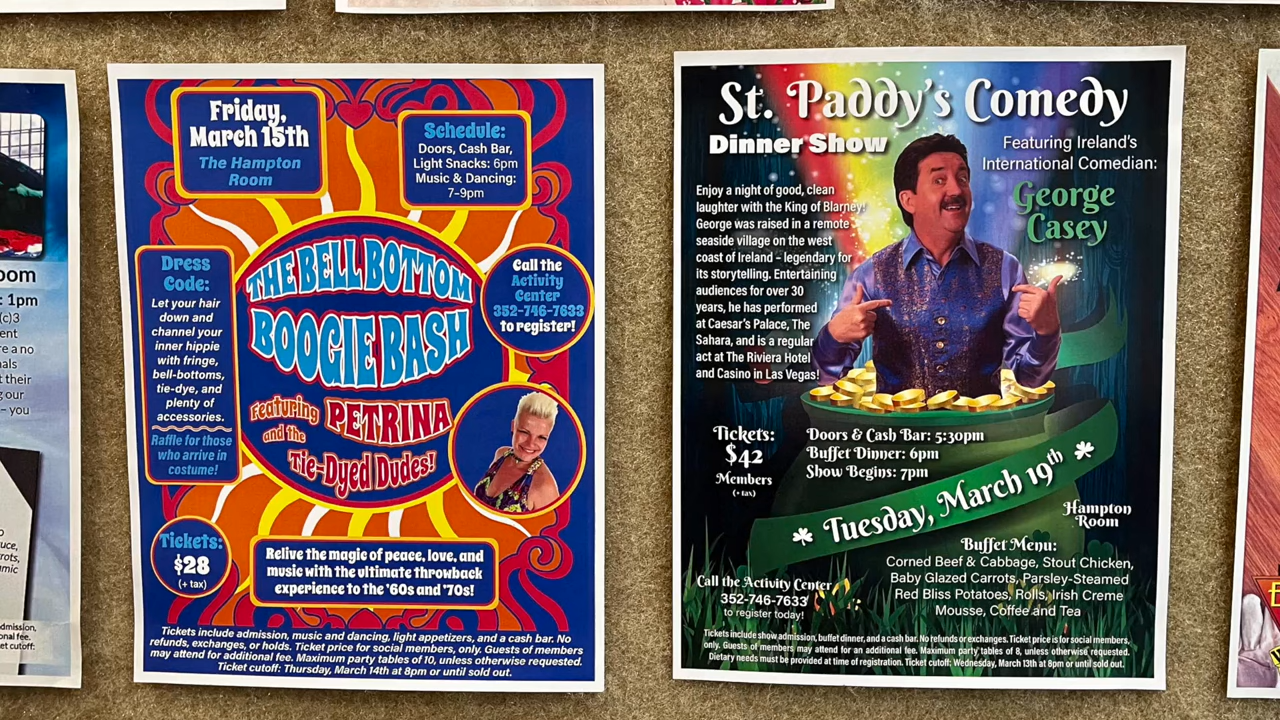 oom
: 1pm
(c)3
ent
re a no
nals
t their
g our
– you
o
uce,
rots,
amic
dmission,
onal fee.
et cutoff:
Friday,
March 15th
The Hampton
Room
Schedule:
Doors, Cash Bar,
Light Snacks: 6pm
Music & Dancing:
7-9pm
Dress
Code:
Let your hair
down and
channel your
inner hippie
with fringe,
bell-bottoms,
tie-dye, and
plenty of
accessories.
Raffle for those
who arrive in
costume!
THE BELL BOTTOM
BOOGIE BASH
Featuring PETRINA
and the
Tie-Dyed Dudes!
Call the
Activity
Center
352-746-7633
to register!
Tickets:
$28
(+ tax)
Relive the magic of peace, love, and
music with the ultimate throwback
experience to the '60s and '70s!
Tickets include admission, music and dancing, light appetizers, and a cash bar. No
refunds, exchanges, or holds. Ticket price for social members, only. Guests of members
may attend for additional fee. Maximum party tables of 10, unless otherwise requested.
Ticket cutoff: Thursday, March 14th at 8pm or until sold out.
St. Paddy's Comedy
Dinner Show
Featuring Ireland's
International Comedian:
George
Casey
Enjoy a night of good, clean
laughter with the King of Blarney!
George was raised in a remote
seaside village on the west
coast of Ireland – legendary for
its storytelling. Entertaining
audiences for over 30
years, he has performed
at Caesar's Palace, The
Sahara, and is a regular
act at The Riviera Hotel
and Casino in Las Vegas!
Tickets:
$42
Members
(+ tax)
Doors & Cash Bar: 5:30pm
Buffet Dinner: 6pm
Show Begins: 7pm
Tuesday, March 19th
Hampton
Room
Buffet Menu:
Corned Beef & Cabbage, Stout Chicken,
Baby Glazed Carrots, Parsley-Steamed
Red Bliss Potatoes, Rolls, Irish Creme
Mousse, Coffee and Tea
Call the Activity Center
352-746-7633
to register today!
Tickets include show admission, buffet dinner, and a cash bar. No refunds or exchanges. Ticket price is for social members,
only. Guests of members may attend for an additional fee. Maximum party tables of 8, unless otherwise requested.
Dietary needs must be provided at time of registration. Ticket cutoff: Wednesday, March 13th at 8pm or until sold out.